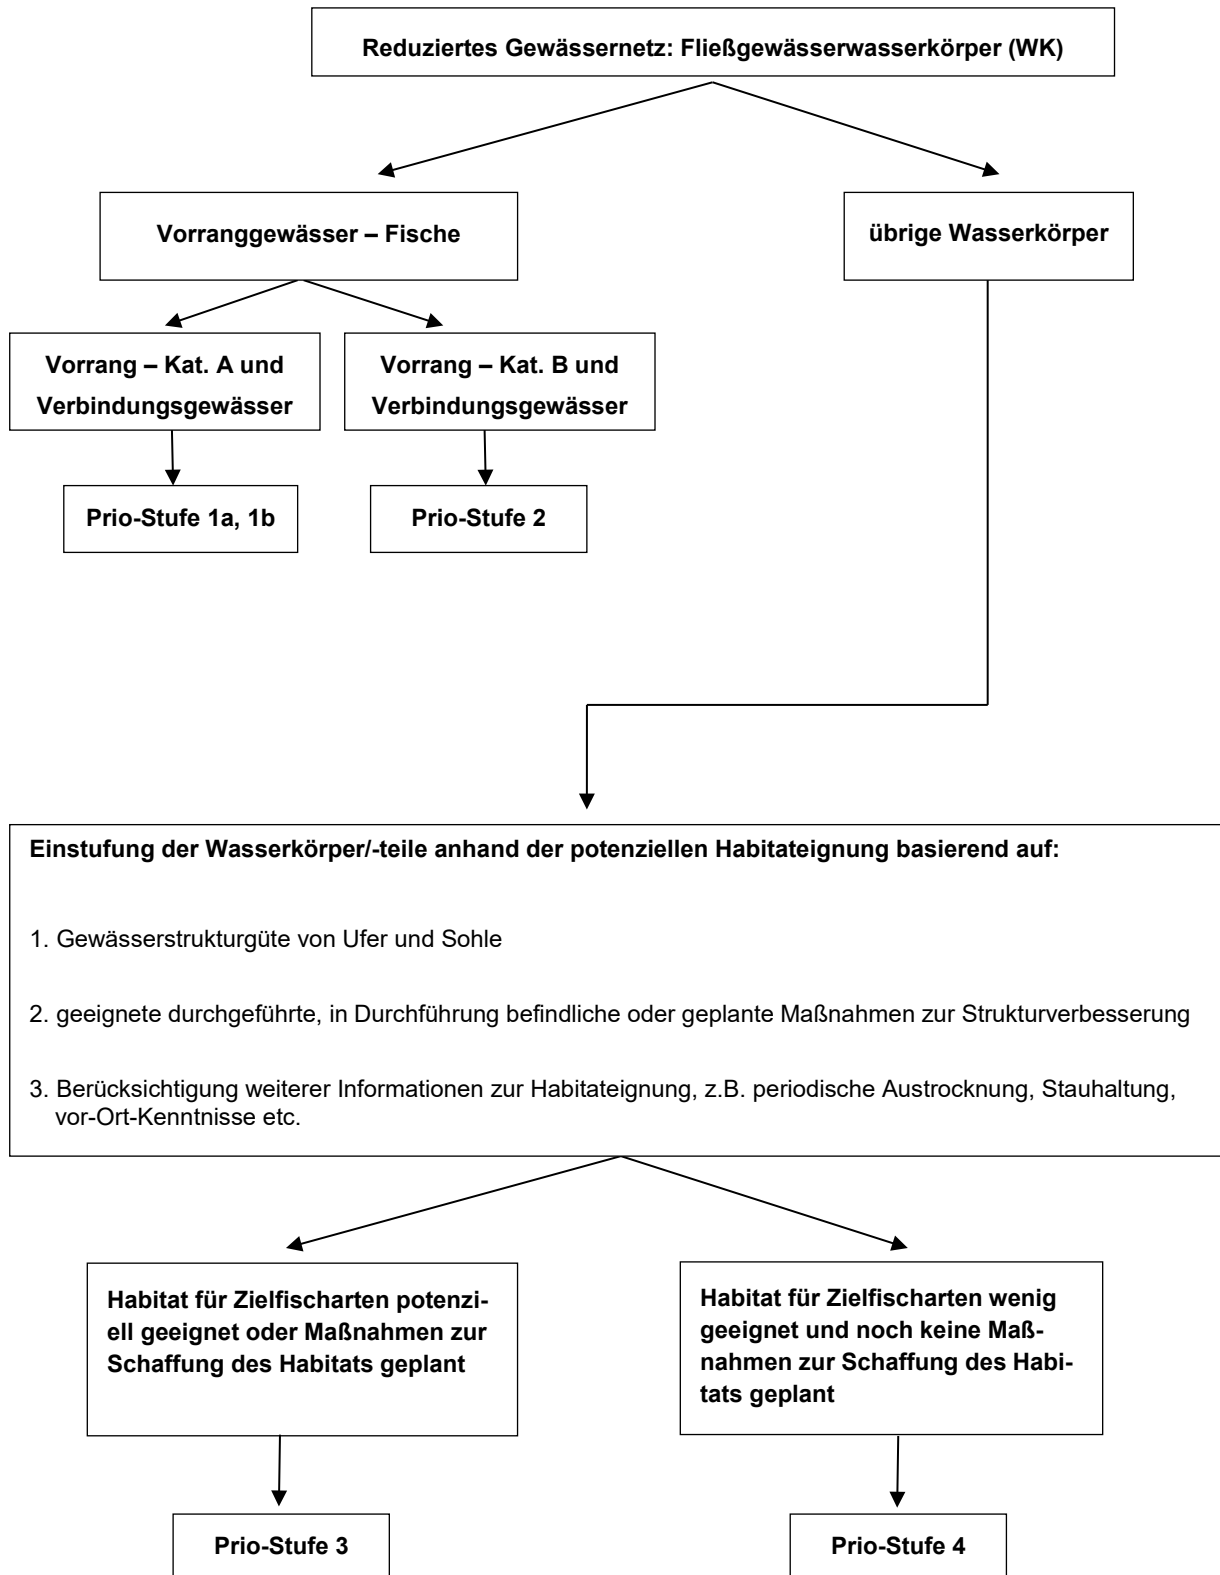 Reduziertes Gewässernetz: Fließgewässerwasserkörper (WK)
Vorranggewässer – Fische
übrige Wasserkörper
Vorrang – Kat. A und
Verbindungsgewässer
Vorrang – Kat. B und
Verbindungsgewässer
Prio-Stufe 1a, 1b
Prio-Stufe 2
Einstufung der Wasserkörper/-teile anhand der potenziellen Habitateignung basierend auf:
1. Gewässerstrukturgüte von Ufer und Sohle
2. geeignete durchgeführte, in Durchführung befindliche oder geplante Maßnahmen zur Strukturverbesserung
3. Berücksichtigung weiterer Informationen zur Habitateignung, z.B. periodische Austrocknung, Stauhaltung,
vor-Ort-Kenntnisse etc.
Habitat für Zielfischarten potenzi-
ell geeignet oder Maßnahmen zur
Schaffung des Habitats geplant
Habitat für Zielfischarten wenig
geeignet und noch keine Maß-
nahmen zur Schaffung des Habi-
tats geplant
Prio-Stufe 3
Prio-Stufe 4